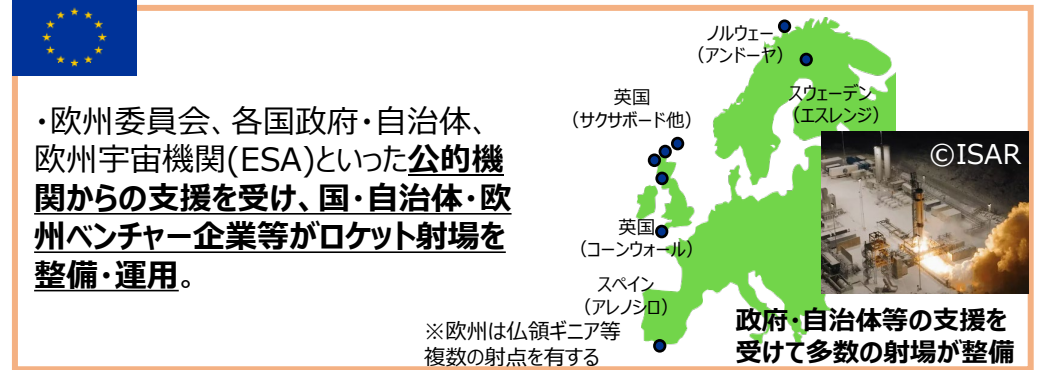 ・欧州委員会、各国政府・自治体、
欧州宇宙機関(ESA)といった公的機
関からの支援を受け、国・自治体・欧
州ベンチャー企業等がロケット射場を
整備・運用。
ノルウェー
（アンドーヤ）
スウェーデン
（エスレンジ）
英国
（サクサボード他）
©ISAR
英国
（コーンウォール）
スペイン
（アレノシロ）
※欧州は仏領ギニア等
複数の射点を有する
政府・自治体等の支援を
受けて多数の射場が整備